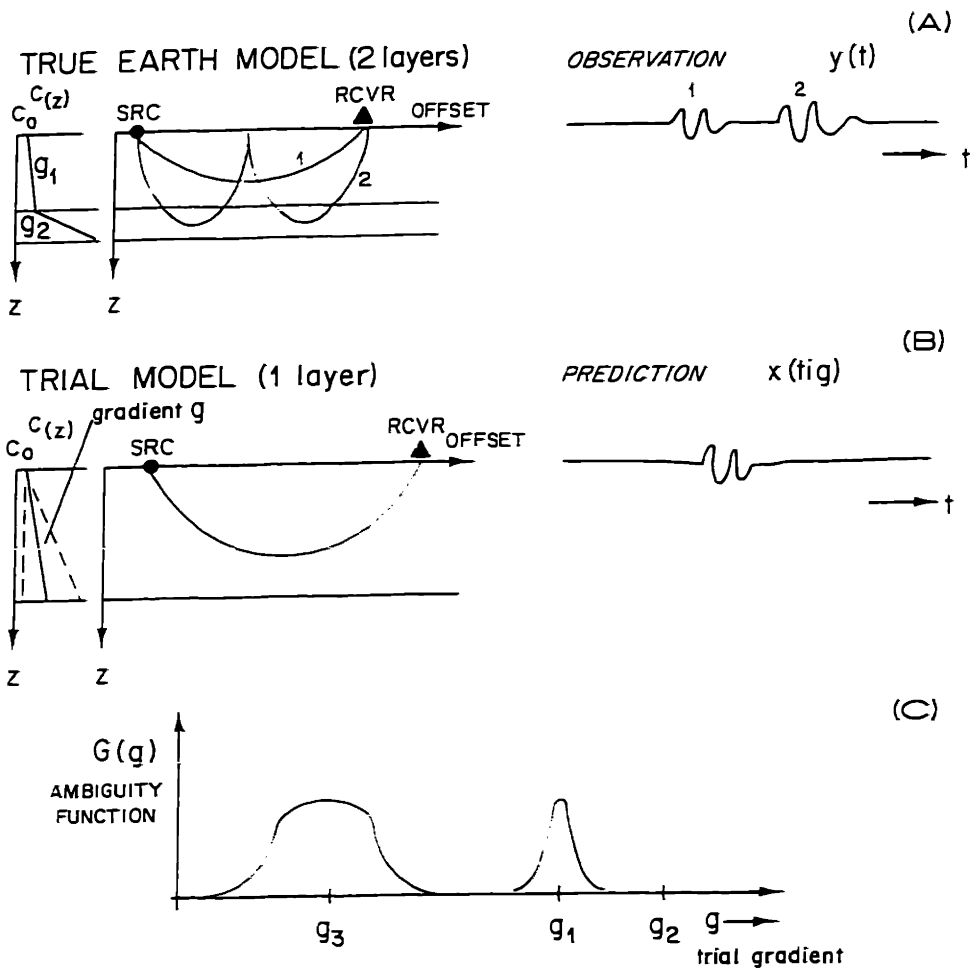 (A)
TRUE EARTH MODEL (2 layers)
OBSERVATION y(t)
C₀ C(z)
SRC
RCVR
OFFSET
1
2
g₁
1
2
t
g₂
z
z
(B)
TRIAL MODEL (1 layer)
PREDICTION x(t|g)
gradient g
C₀ C(z)
SRC
RCVR
OFFSET
t
z
z
(C)
G(g)
AMBIGUITY
FUNCTION
g₃
g₁
g₂
g
trial gradient